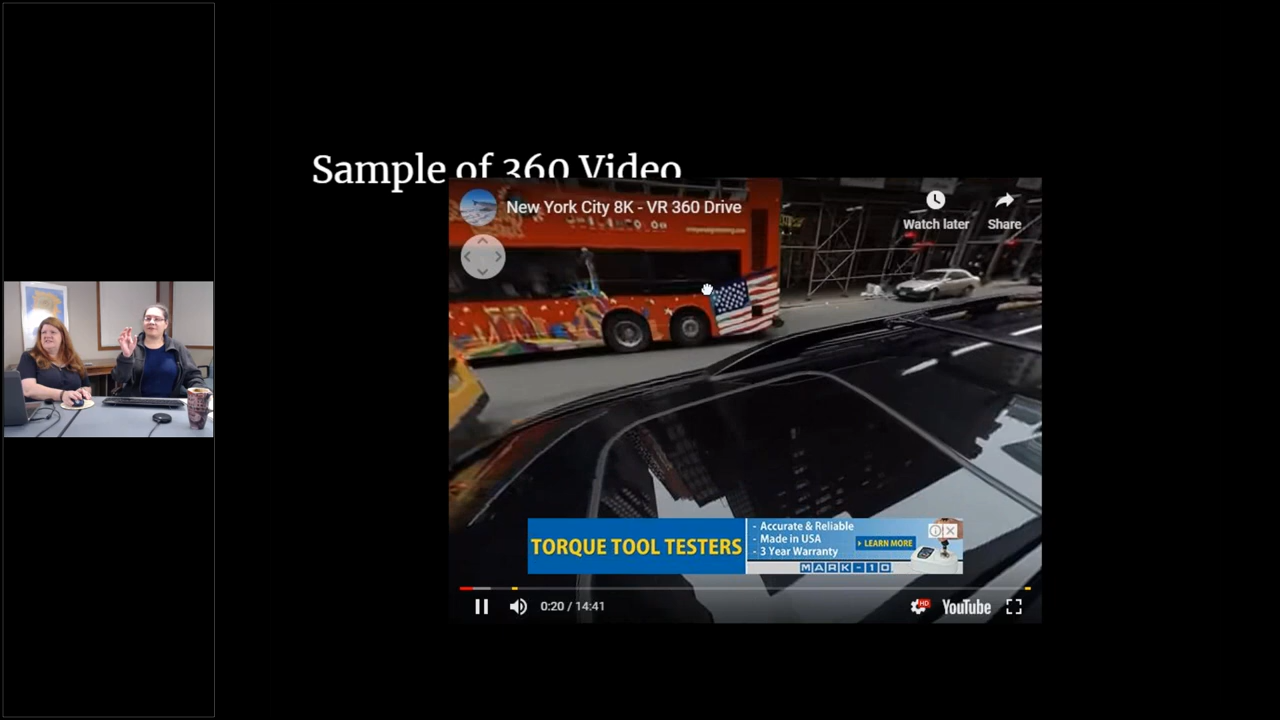 Sample of 360 Video
New York City 8K - VR 360 Drive
Watch later
Share
TORQUE TOOL TESTERS
- Accurate & Reliable
- Made in USA
- 3 Year Warranty
LEARN MORE
MARK-10
0:20 / 14:41
HD
YouTube